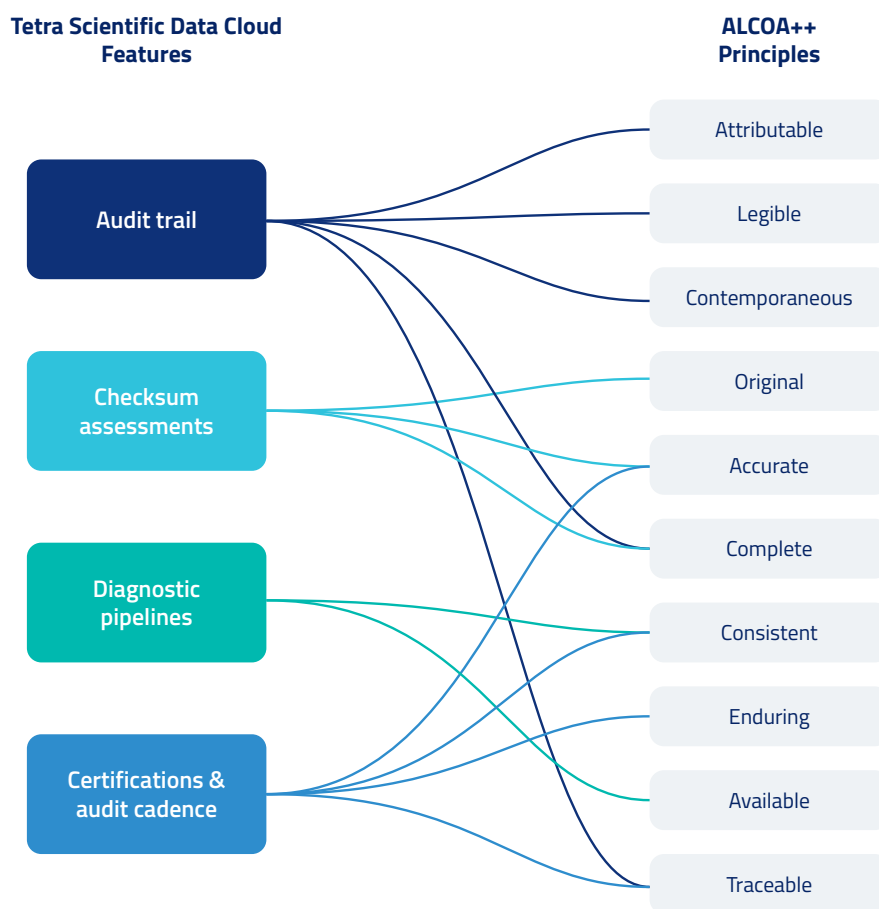 Tetra Scientific Data Cloud
Features
ALCOA++
Principles
Audit trail
Checksum
assessments
Diagnostic
pipelines
Certifications &
audit cadence
Attributable
Legible
Contemporaneous
Original
Accurate
Complete
Consistent
Enduring
Available
Traceable